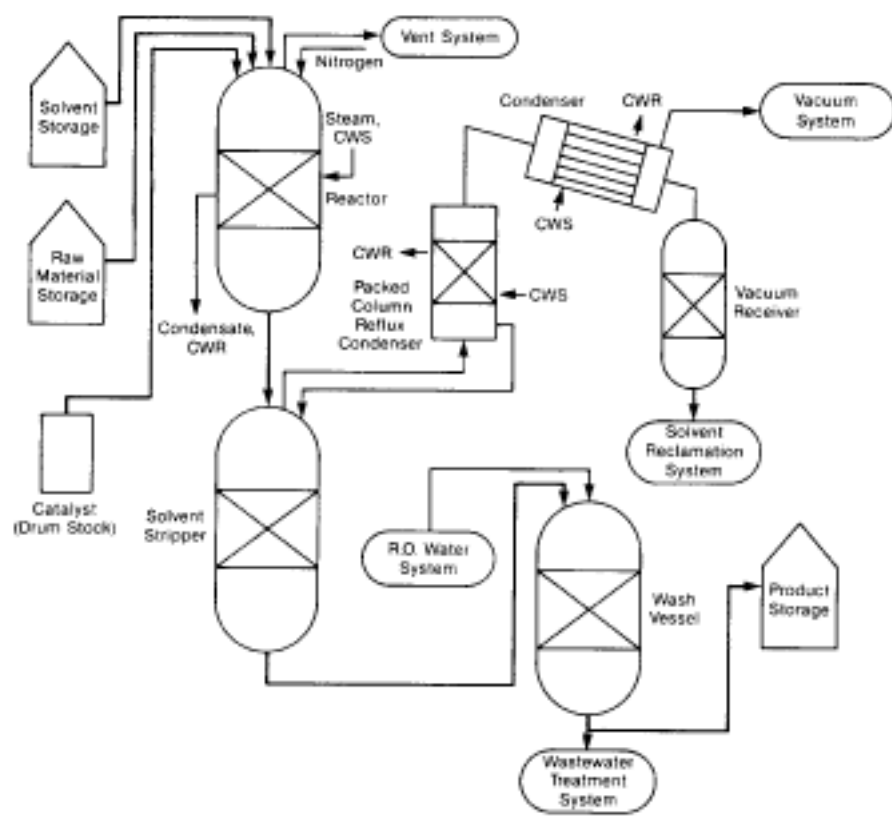 Vent System
Nitrogen
Solvent
Storage
Steam,
CWS
Reactor
Condenser
CWR
Vacuum
System
CWS
Raw
Material
Storage
CWR
CWS
Packed
Column
Reflux
Condenser
Vacuum
Receiver
Condensate,
CWR
Solvent
Reclamation
System
Catalyst
(Drum Stock)
Solvent
Stripper
R.O. Water
System
Wash
Vessel
Product
Storage
Wastewater
Treatment
System